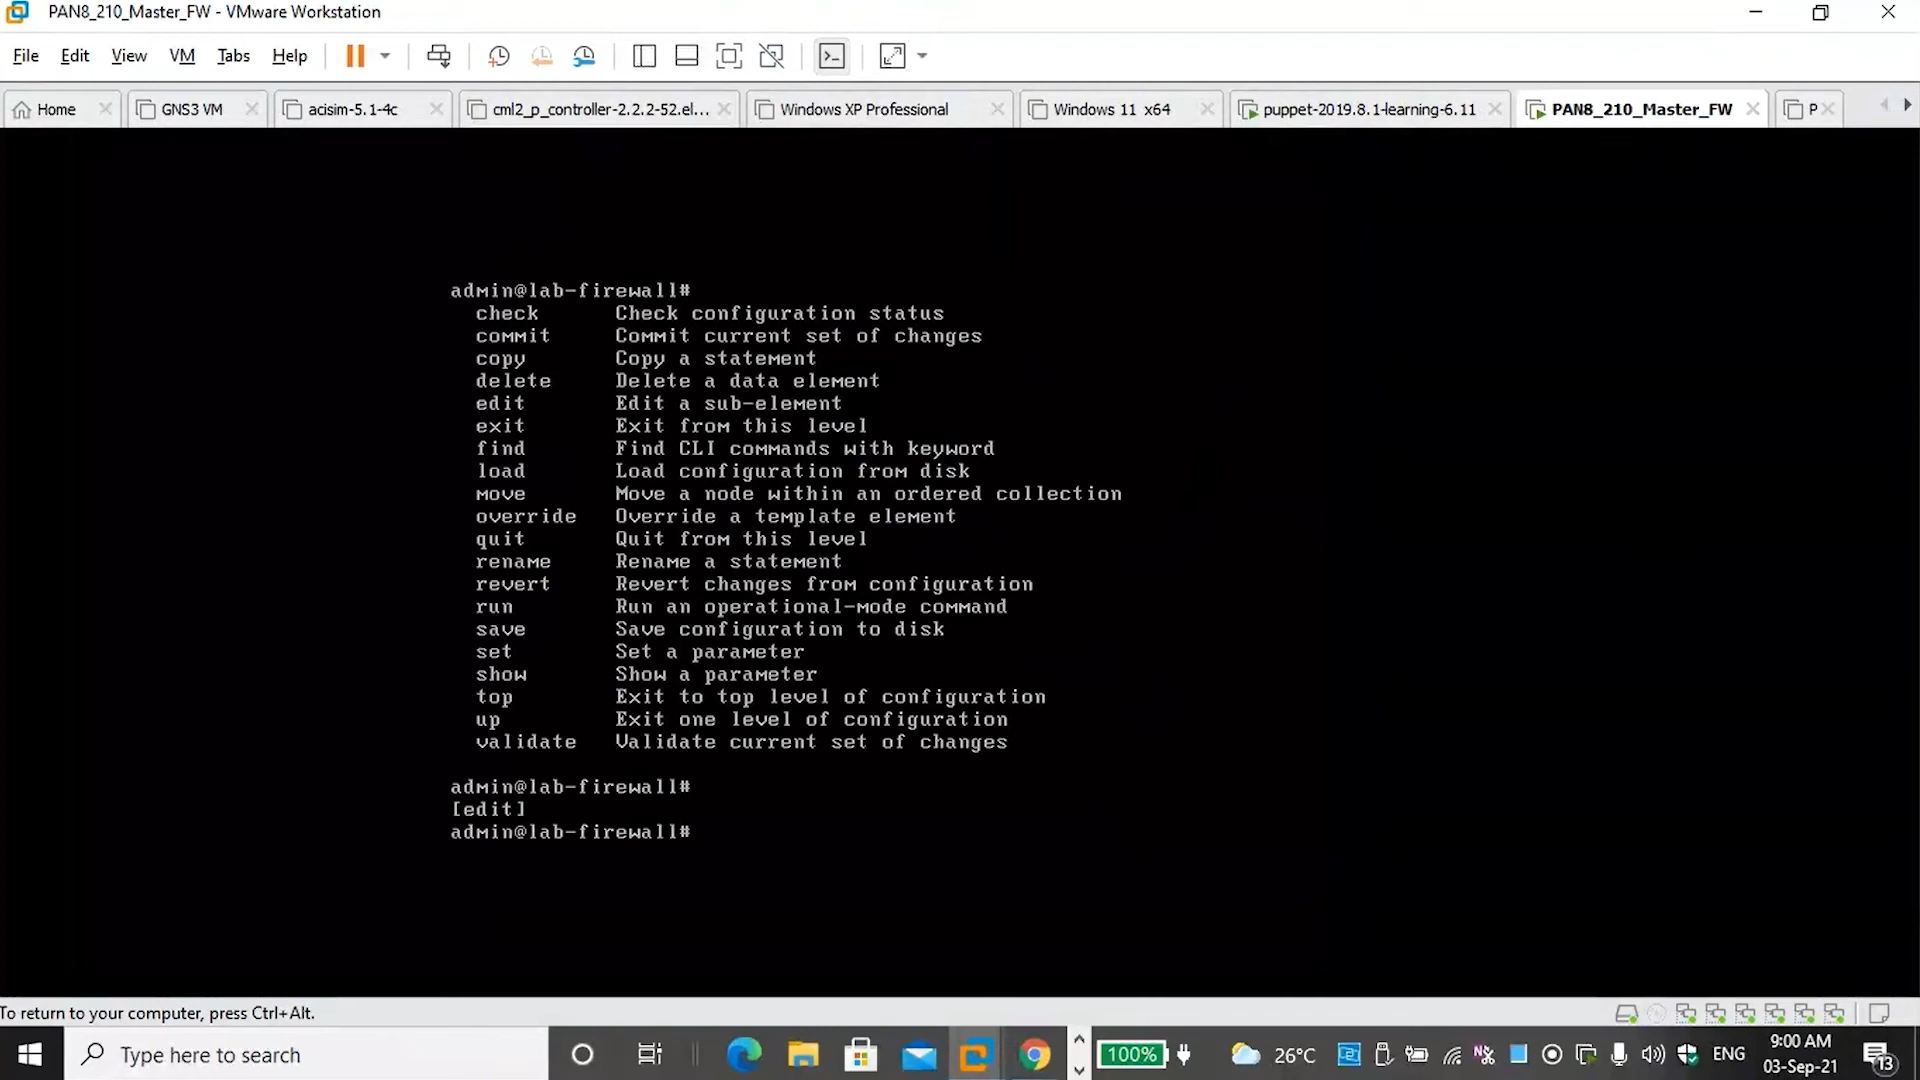 PAN8_210_Master_FW - VMware Workstation
File Edit View VM Tabs Help
Home GNS3 VM acisim-5.1-4c cml2_p_controller-2.2.2-52.el... Windows XP Professional Windows 11 x64 puppet-2019.8.1-learning-6.11 PAN8_210_Master_FW P
admin@lab-firewall#
check Check configuration status
commit Commit current set of changes
copy Copy a statement
delete Delete a data element
edit Edit a sub-element
exit Exit from this level
find Find CLI commands with keyword
load Load configuration from disk
move Move a node within an ordered collection
override Override a template element
quit Quit from this level
rename Rename a statement
revert Revert changes from configuration
run Run an operational-mode command
save Save configuration to disk
set Set a parameter
show Show a parameter
top Exit to top level of configuration
up Exit one level of configuration
validate Validate current set of changes
admin@lab-firewall#
[edit]
admin@lab-firewall#
To return to your computer, press Ctrl+Alt.
Type here to search 100% 26°C ENG 9:00 AM 13
03-Sep-21